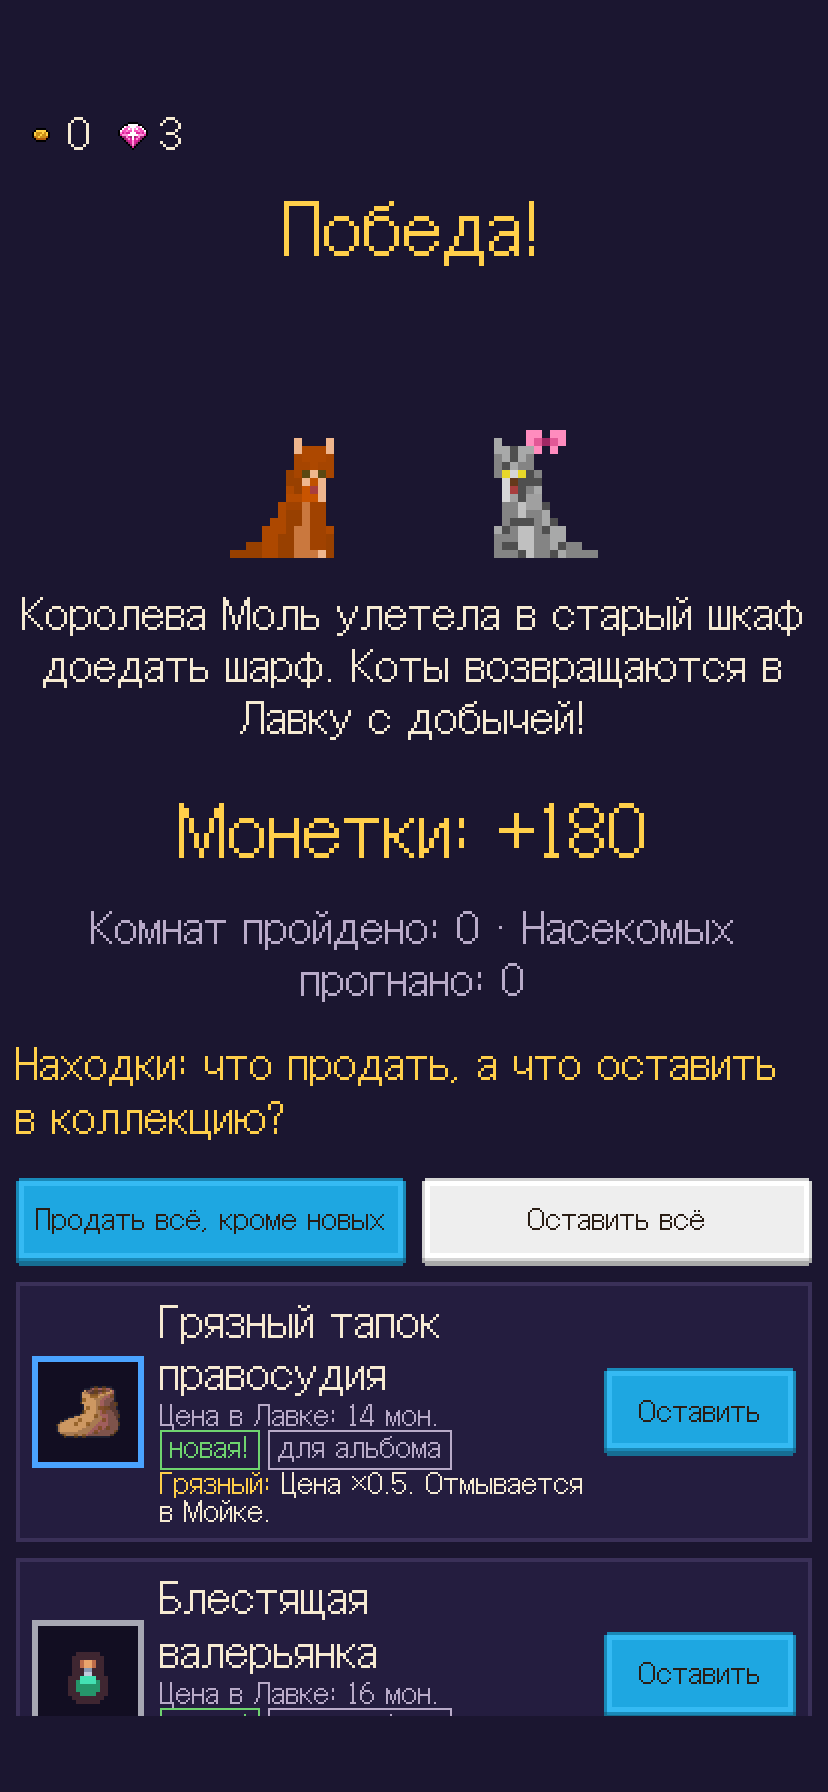 0 3
Победа!
Королева Моль улетела в старый шкаф
доедать шарф. Коты возвращаются в
Лавку с добычей!
Монетки: +180
Комнат пройдено: 0 · Насекомых
прогнано: 0
Находки: что продать, а что оставить
в коллекцию?
Продать всё, кроме новых
Оставить всё
Грязный тапок
правосудия
Цена в Лавке: 14 мон.
новая! для альбома
Грязный: Цена ×0.5. Отмывается
в Мойке.
Оставить
Блестящая
валерьянка
Цена в Лавке: 16 мон.
Оставить